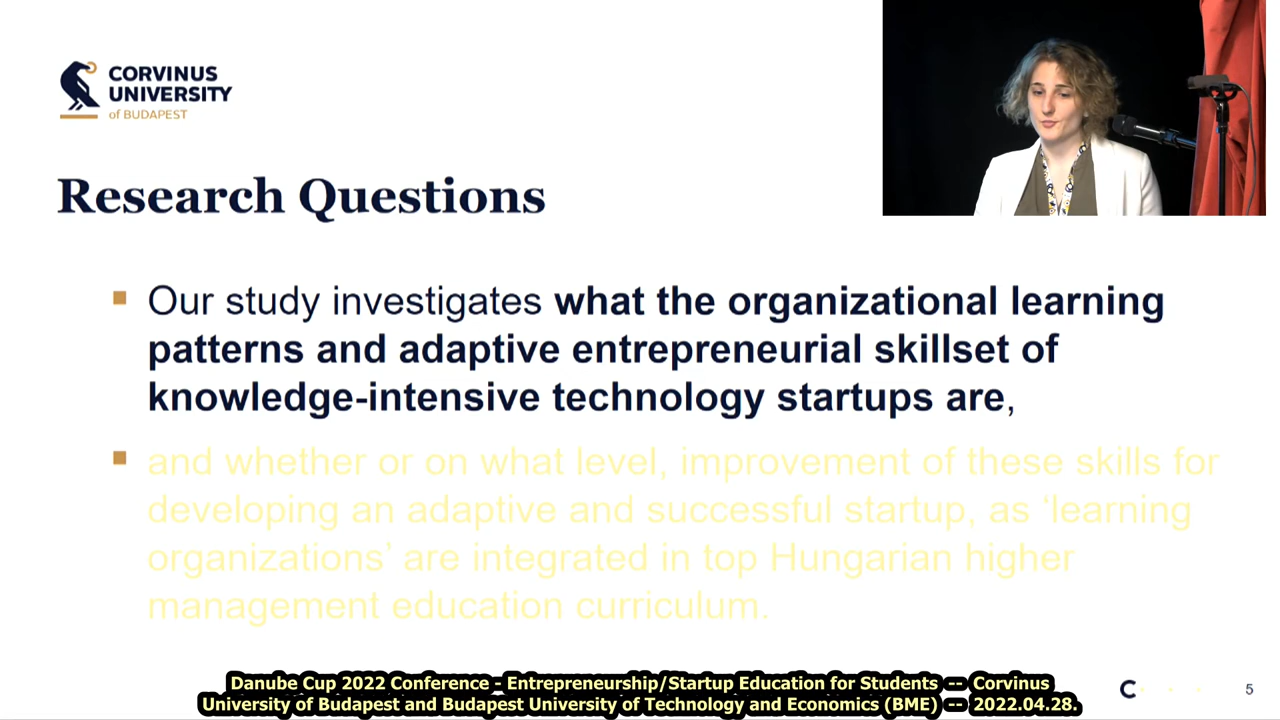 CORVINUS
UNIVERSITY
of BUDAPEST
Research Questions
Our study investigates what the organizational learning
patterns and adaptive entrepreneurial skillset of
knowledge-intensive technology startups are,
and whether or on what level, improvement of these skills for
developing an adaptive and successful startup, as ‘learning
organizations’ are integrated in top Hungarian higher
management education curriculum.
Danube Cup 2022 Conference - Entrepreneurship/Startup Education for Students -- Corvinus
University of Budapest and Budapest University of Technology and Economics (BME) -- 2022.04.28.
C
5